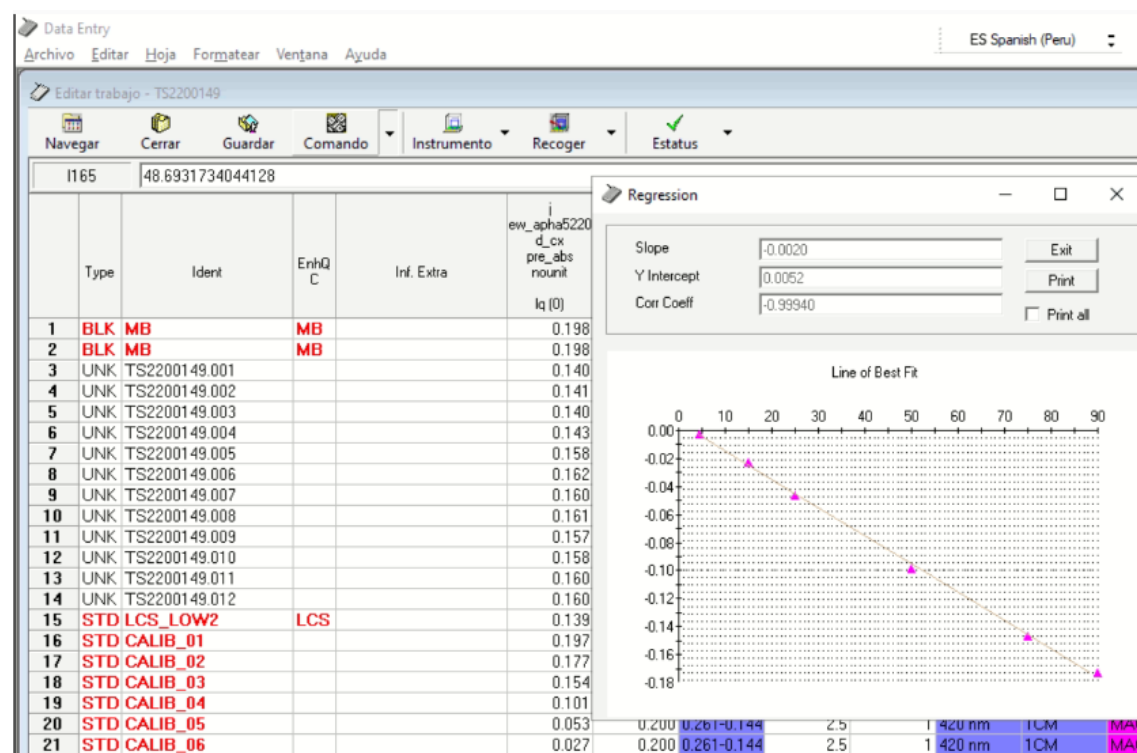 Data Entry
ES Spanish (Peru)
Archivo Editar Hoja Formatear Ventana Ayuda
Editar trabajo - TS2200149
Navegar Cerrar Guardar Comando Instrumento Recoger Estatus
I165 48.6931734044128
Type Ident EnhQ C Inf. Extra i ew_apha5220 d_cx pre_abs nounit lq (0)
1 BLK MB MB 0.198
2 BLK MB MB 0.198
3 UNK TS2200149.001 0.140
4 UNK TS2200149.002 0.141
5 UNK TS2200149.003 0.140
6 UNK TS2200149.004 0.143
7 UNK TS2200149.005 0.158
8 UNK TS2200149.006 0.162
9 UNK TS2200149.007 0.160
10 UNK TS2200149.008 0.161
11 UNK TS2200149.009 0.157
12 UNK TS2200149.010 0.158
13 UNK TS2200149.011 0.160
14 UNK TS2200149.012 0.160
15 STD LCS_LOW2 LCS 0.139
16 STD CALIB_01 0.197
17 STD CALIB_02 0.177
18 STD CALIB_03 0.154
19 STD CALIB_04 0.101
20 STD CALIB_05 0.053 0.200 0.261-0.144 2.5 1 420 nm 1CM
21 STD CALIB_06 0.027 0.200 0.261-0.144 2.5 1 420 nm 1CM
Regression
Slope -0.0020 Exit
Y Intercept 0.0052 Print
Corr Coeff -0.99940 Print all
Line of Best Fit
0 10 20 30 40 50 60 70 80 90
0.00
-0.02
-0.04
-0.06
-0.08
-0.10
-0.12
-0.14
-0.16
-0.18